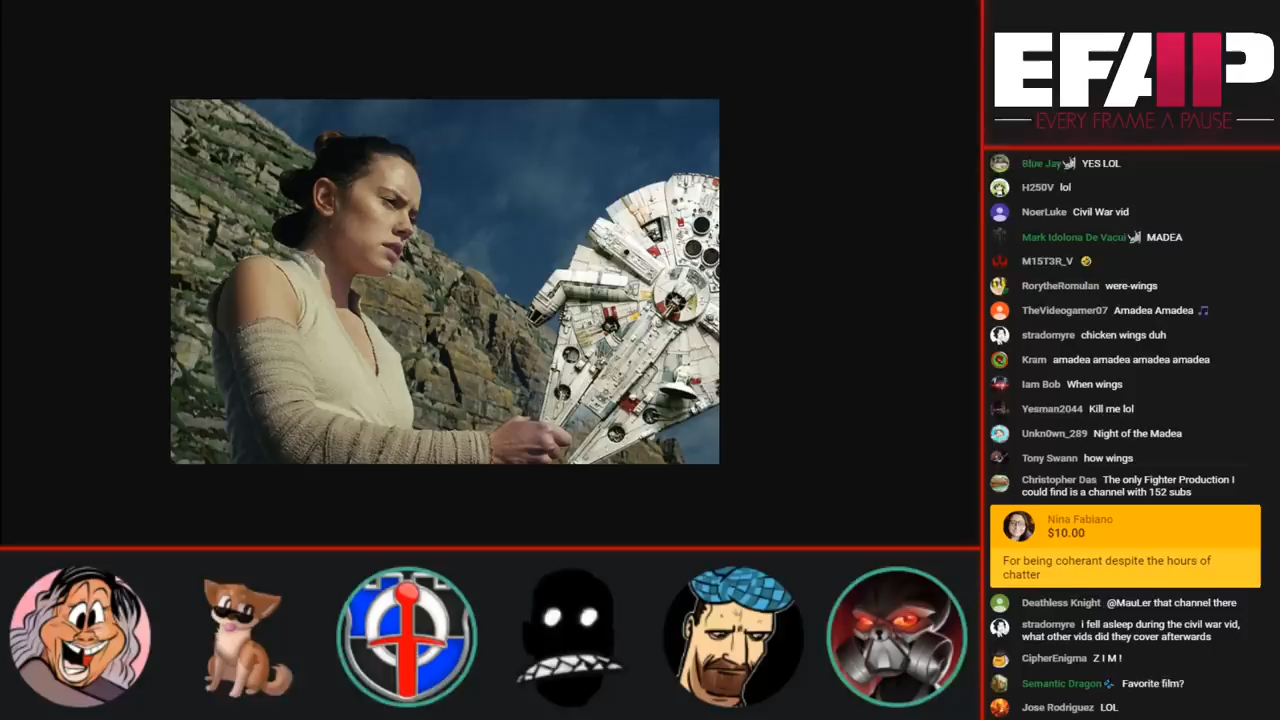 EFAP
EVERY FRAME A PAUSE
Blue Jay YES LOL
H250V lol
NoerLuke Civil War vid
Mark Idolona De Vacui MADEA
M15T3R_V 🤣
RorytheRomulan were-wings
TheVideogamer07 Amadea Amadea 🎵
stradomyre chicken wings duh
Kram amadea amadea amadea amadea
Iam Bob When wings
Yesman2044 Kill me lol
Unkn0wn_289 Night of the Madea
Tony Swann how wings
Christopher Das The only Fighter Production I
could find is a channel with 152 subs
Nina Fabiano
$10.00
For being coherant despite the hours of
chatter
Deathless Knight @MauLer that channel there
stradomyre i fell asleep during the civil war vid,
what other vids did they cover afterwards
CipherEnigma Z I M !
Semantic Dragon Favorite film?
Jose Rodriguez LOL